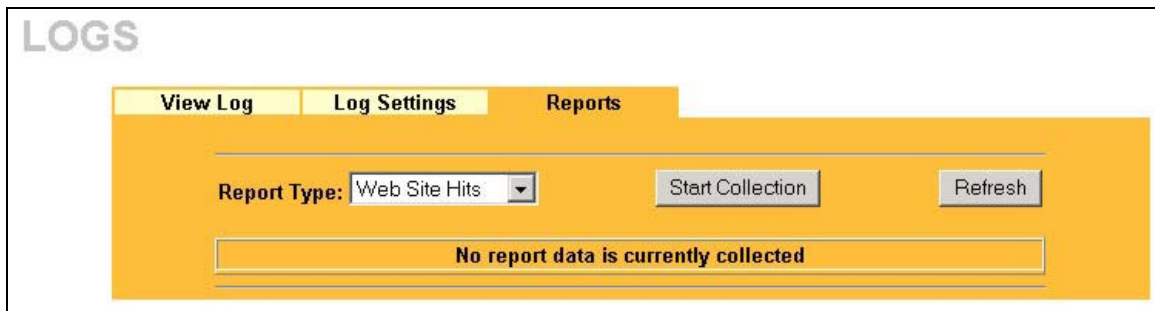 LOGS
View Log Log Settings Reports
Report Type: Web Site Hits Start Collection Refresh
No report data is currently collected